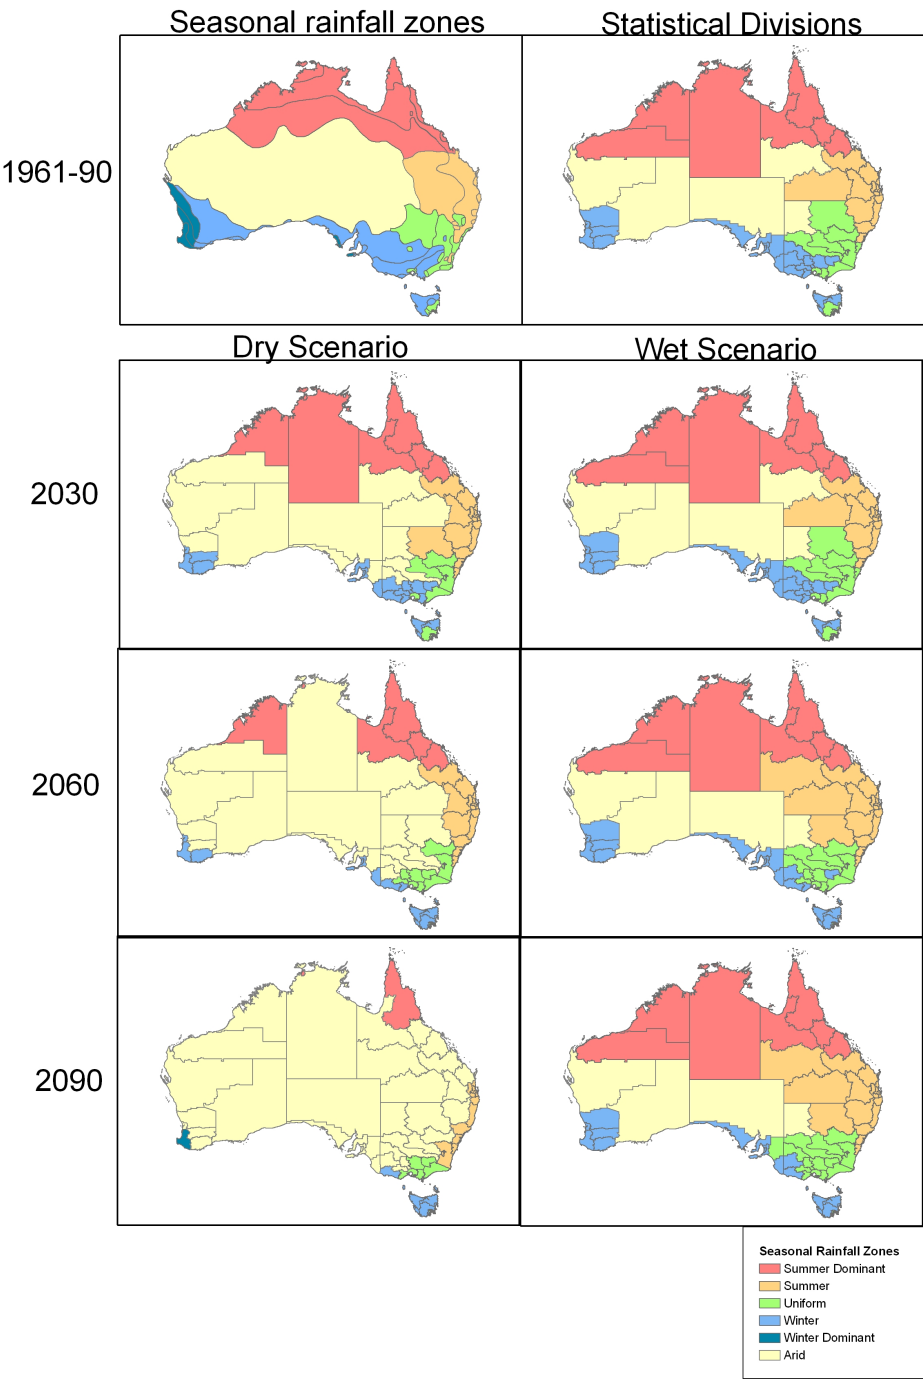 Seasonal rainfall zones
Statistical Divisions
1961-90
Dry Scenario
Wet Scenario
2030
2060
2090
Seasonal Rainfall Zones
Summer Dominant
Summer
Uniform
Winter
Winter Dominant
Arid